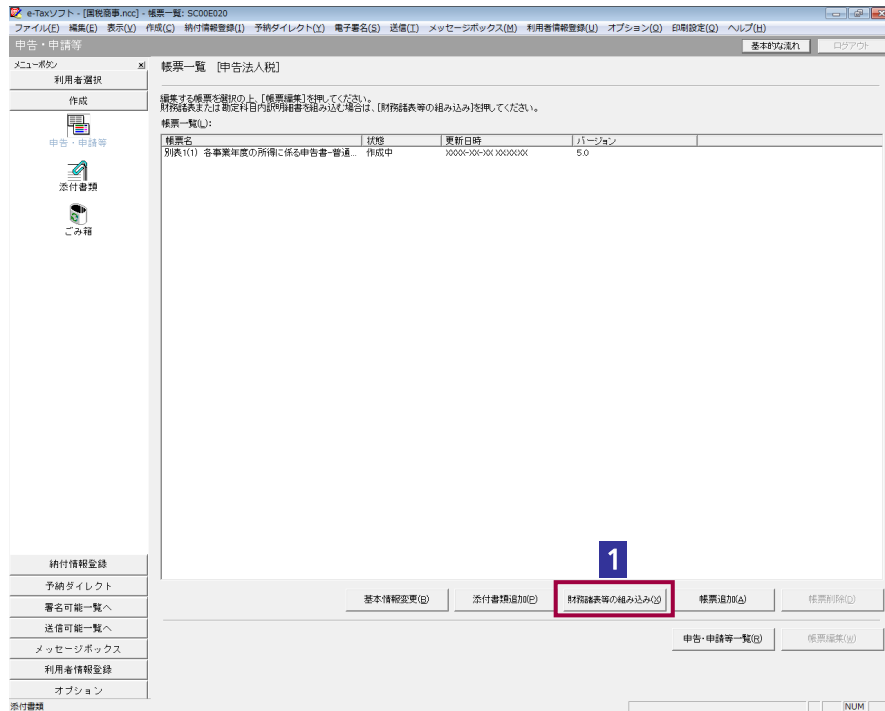 e-Taxソフト - [国税商事.ncc] - 帳票一覧: SC00E020
ファイル(F) 編集(E) 表示(V) 作成(C) 納付情報登録(I) 予納ダイレクト(Y) 電子署名(S) 送信(T) メッセージボックス(M) 利用者情報登録(U) オプション(O) 印刷設定(Q) ヘルプ(H)
申告・申請等 基本的な流れ ログアウト
メニューボタン x
利用者選択
作成
申告・申請等
添付書類
ごみ箱
帳票一覧 [申告法人税]
編集する帳票を選択の上、[帳票編集]を押してください。
財務諸表または勘定科目内訳明細書を組み込む場合は、[財務諸表等の組み込み]を押してください。
帳票一覧(L):
帳票名 状態 更新日時 バージョン
別表1(1) 各事業年度の所得に係る申告書-普通... 作成中 XXXX-XX-XX XX:XX:XX 5.0
1
基本情報変更(B) 添付書類追加(P) 財務諸表等の組み込み(X) 帳票追加(A) 帳票削除(D)
申告・申請等一覧(R) 帳票編集(W)
納付情報登録
予納ダイレクト
署名可能一覧へ
送信可能一覧へ
メッセージボックス
利用者情報登録
オプション
添付書類 NUM